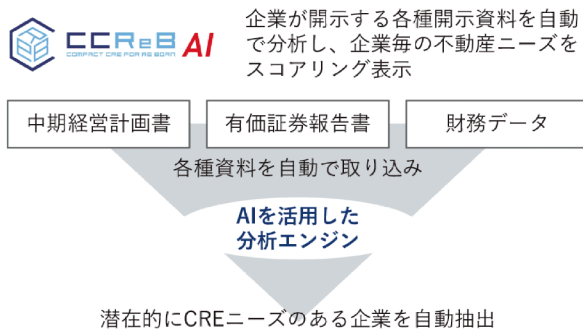 CCReB AI
COMPACT CRE FOR RE BORN
企業が開示する各種開示資料を自動
で分析し、企業毎の不動産ニーズを
スコアリング表示
中期経営計画書
有価証券報告書
財務データ
各種資料を自動で取り込み
AIを活用した
分析エンジン
潜在的にCREニーズのある企業を自動抽出